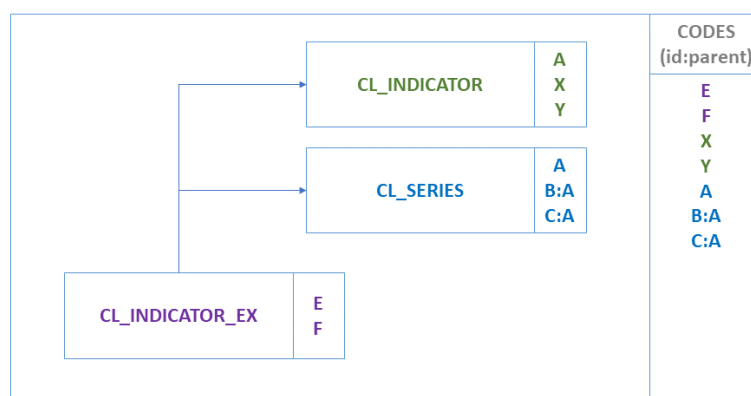 CL_INDICATOR
A
X
Y
CL_SERIES
A
B:A
C:A
CL_INDICATOR_EX
E
F
CODES
(id:parent)
E
F
X
Y
A
B:A
C:A